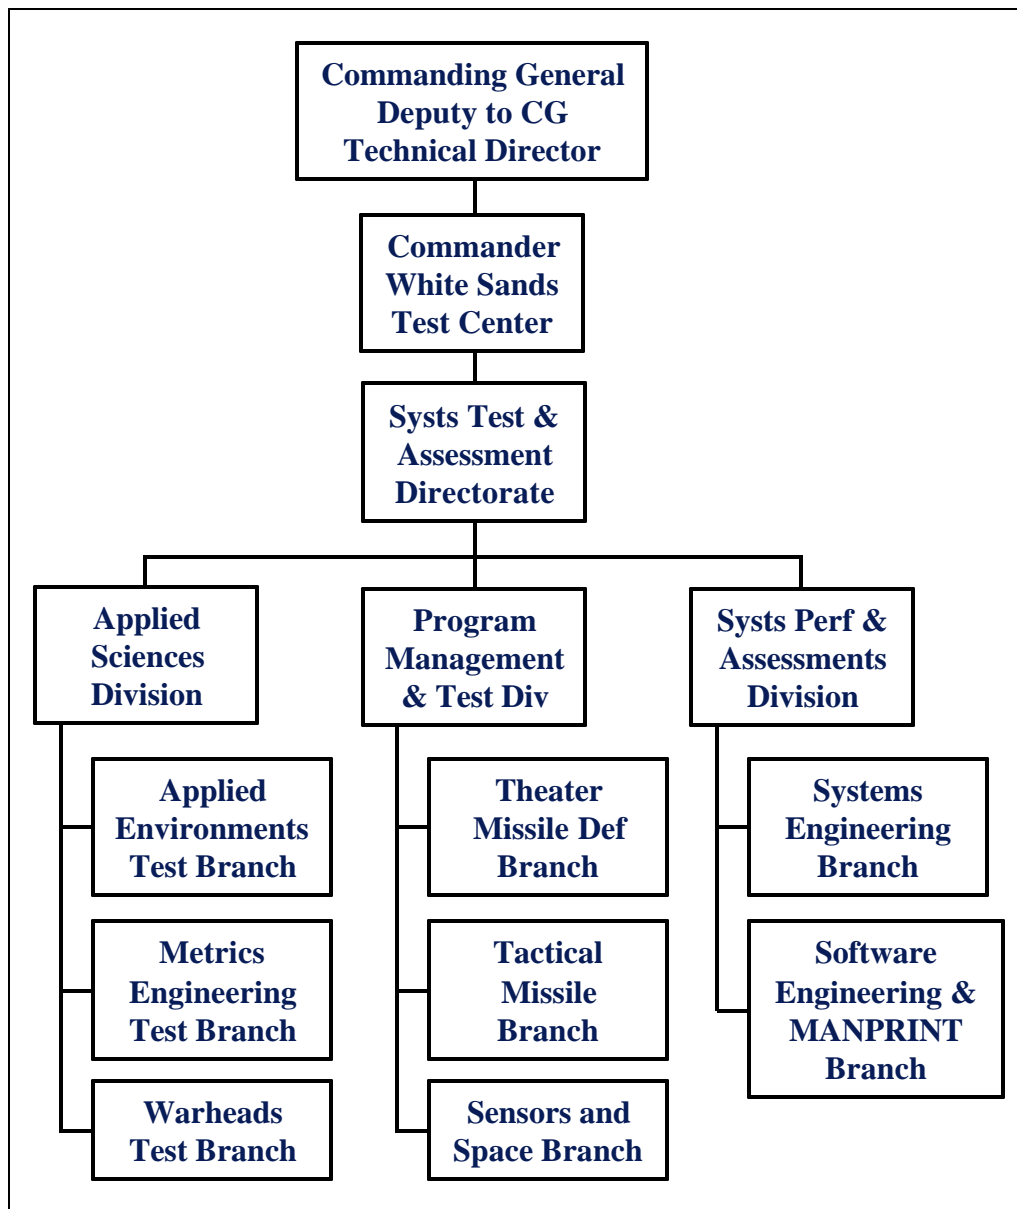 Commanding General
Deputy to CG
Technical Director
Commander
White Sands
Test Center
Systs Test &
Assessment
Directorate
Applied
Sciences
Division
Program
Management
& Test Div
Systs Perf &
Assessments
Division
Applied
Environments
Test Branch
Theater
Missile Def
Branch
Systems
Engineering
Branch
Metrics
Engineering
Test Branch
Tactical
Missile
Branch
Software
Engineering &
MANPRINT
Branch
Warheads
Test Branch
Sensors and
Space Branch